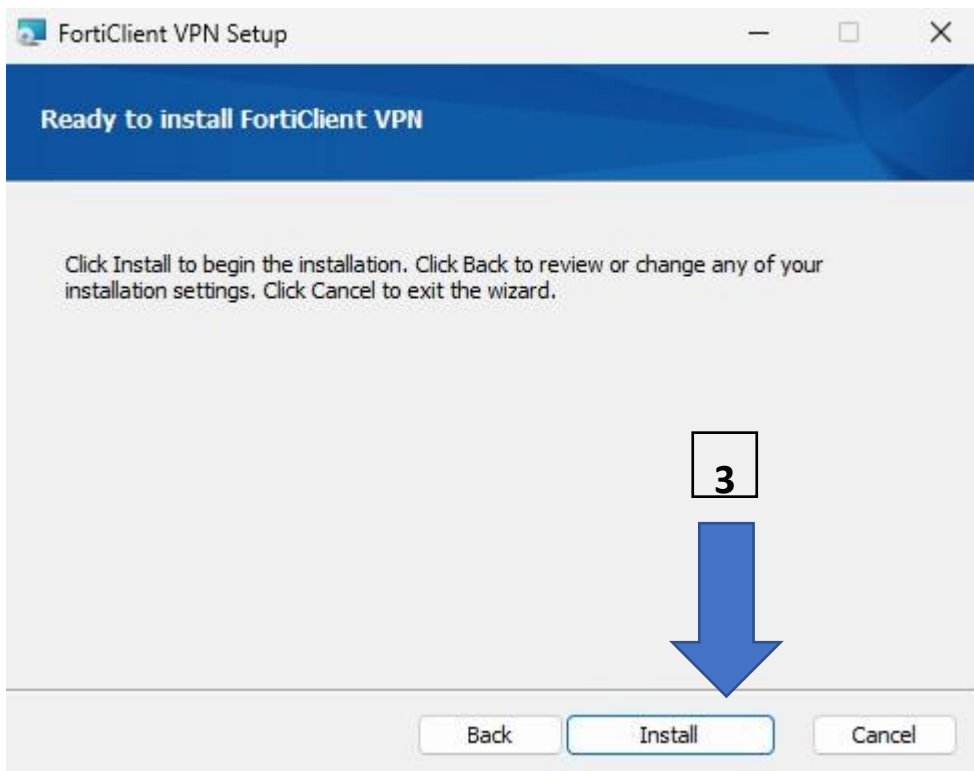 FortiClient VPN Setup
Ready to install FortiClient VPN
Click Install to begin the installation. Click Back to review or change any of your
installation settings. Click Cancel to exit the wizard.
3
Back Install Cancel